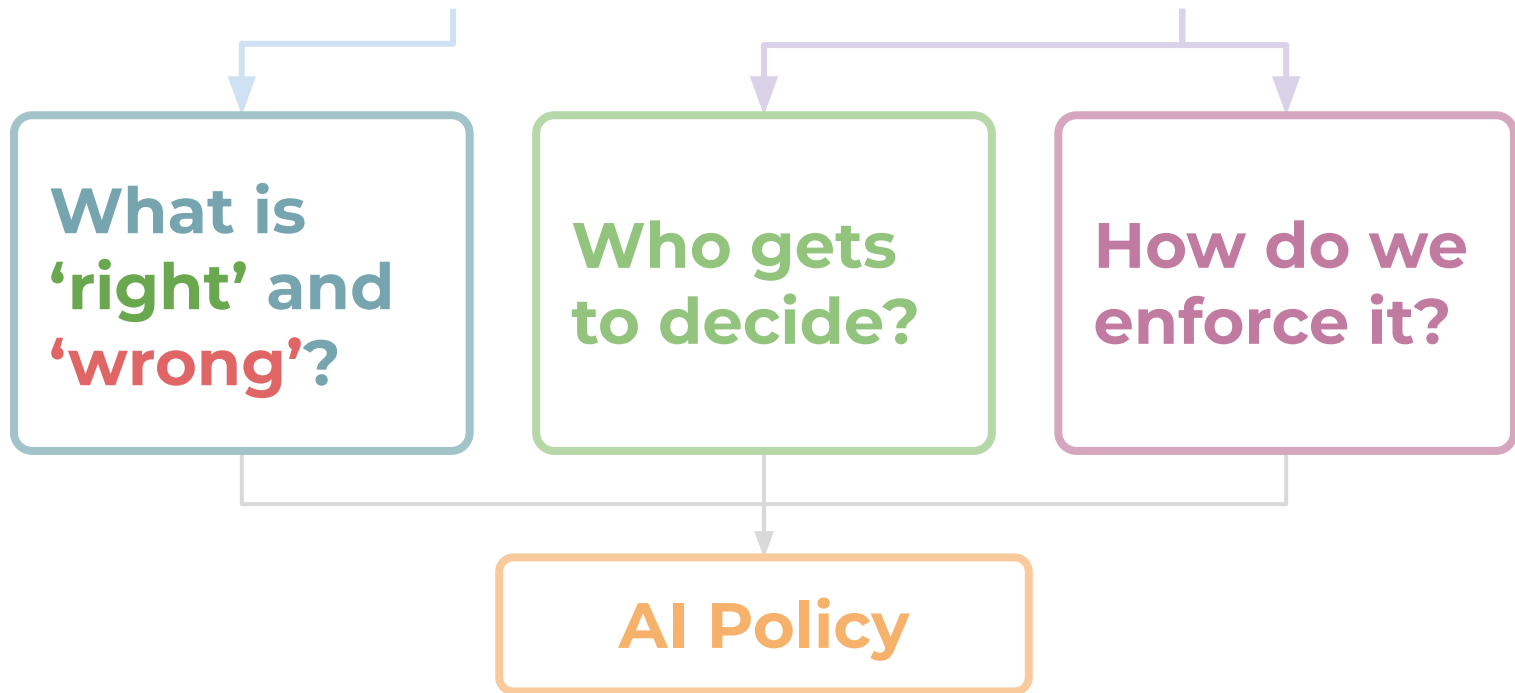 What is
‘right’ and
‘wrong’?
Who gets
to decide?
How do we
enforce it?
AI Policy